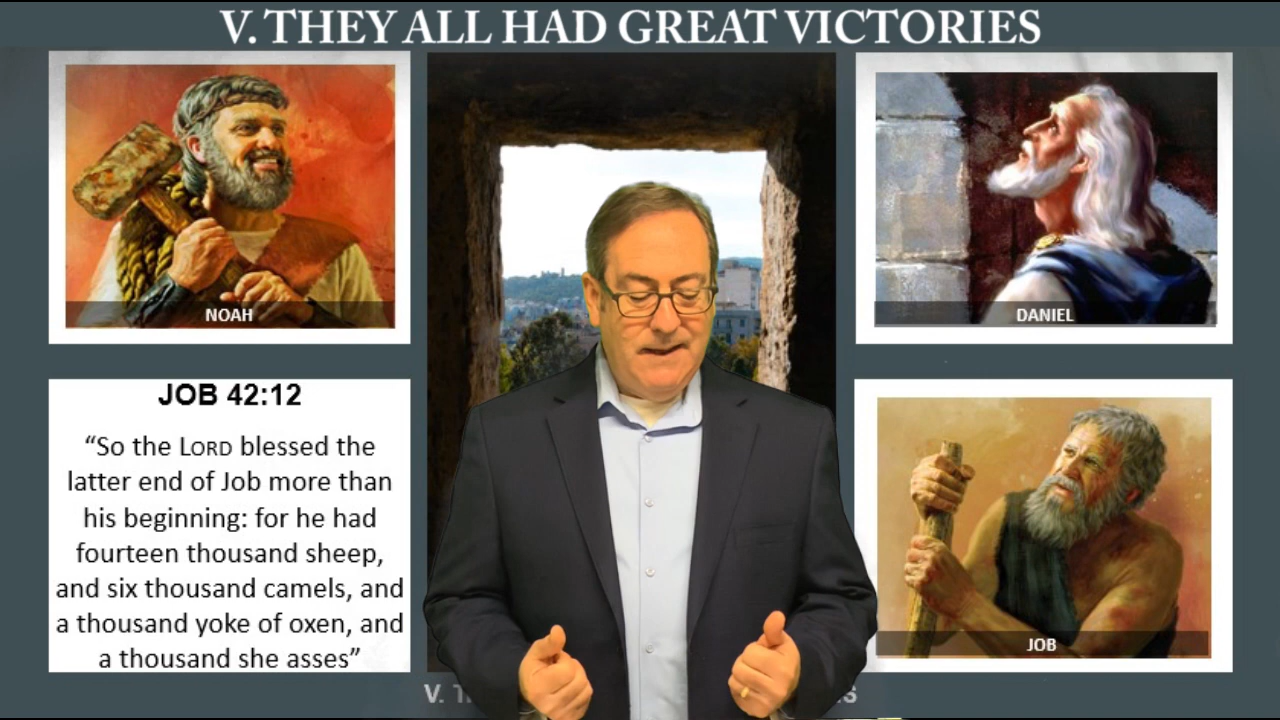 V. THEY ALL HAD GREAT VICTORIES
NOAH
DANIEL
JOB 42:12
“So the LORD blessed the
latter end of Job more than
his beginning: for he had
fourteen thousand sheep,
and six thousand camels, and
a thousand yoke of oxen, and
a thousand she asses”
JOB
V.